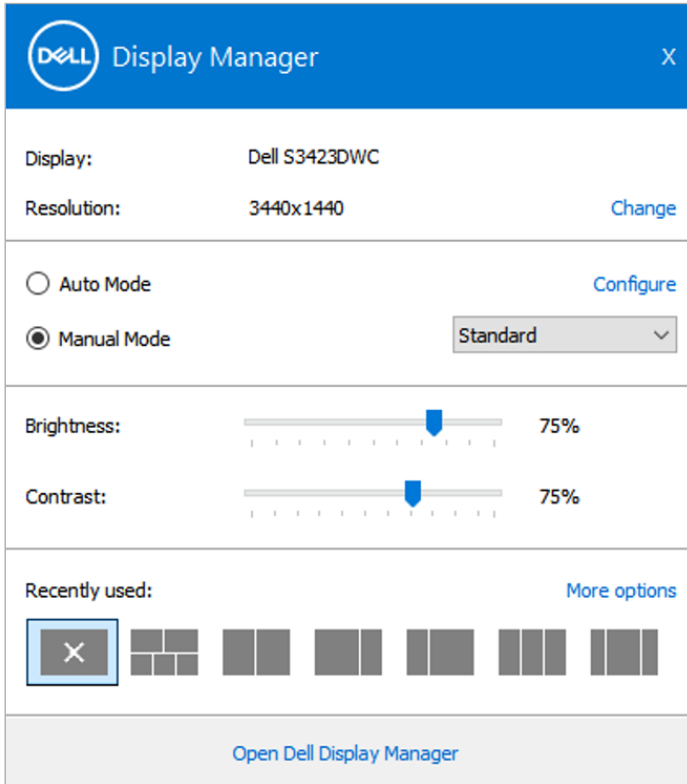 DELL Display Manager X
Display: Dell S3423DWC
Resolution: 3440x1440 Change
Auto Mode Configure
Manual Mode Standard
Brightness: 75%
Contrast: 75%
Recently used: More options
Open Dell Display Manager